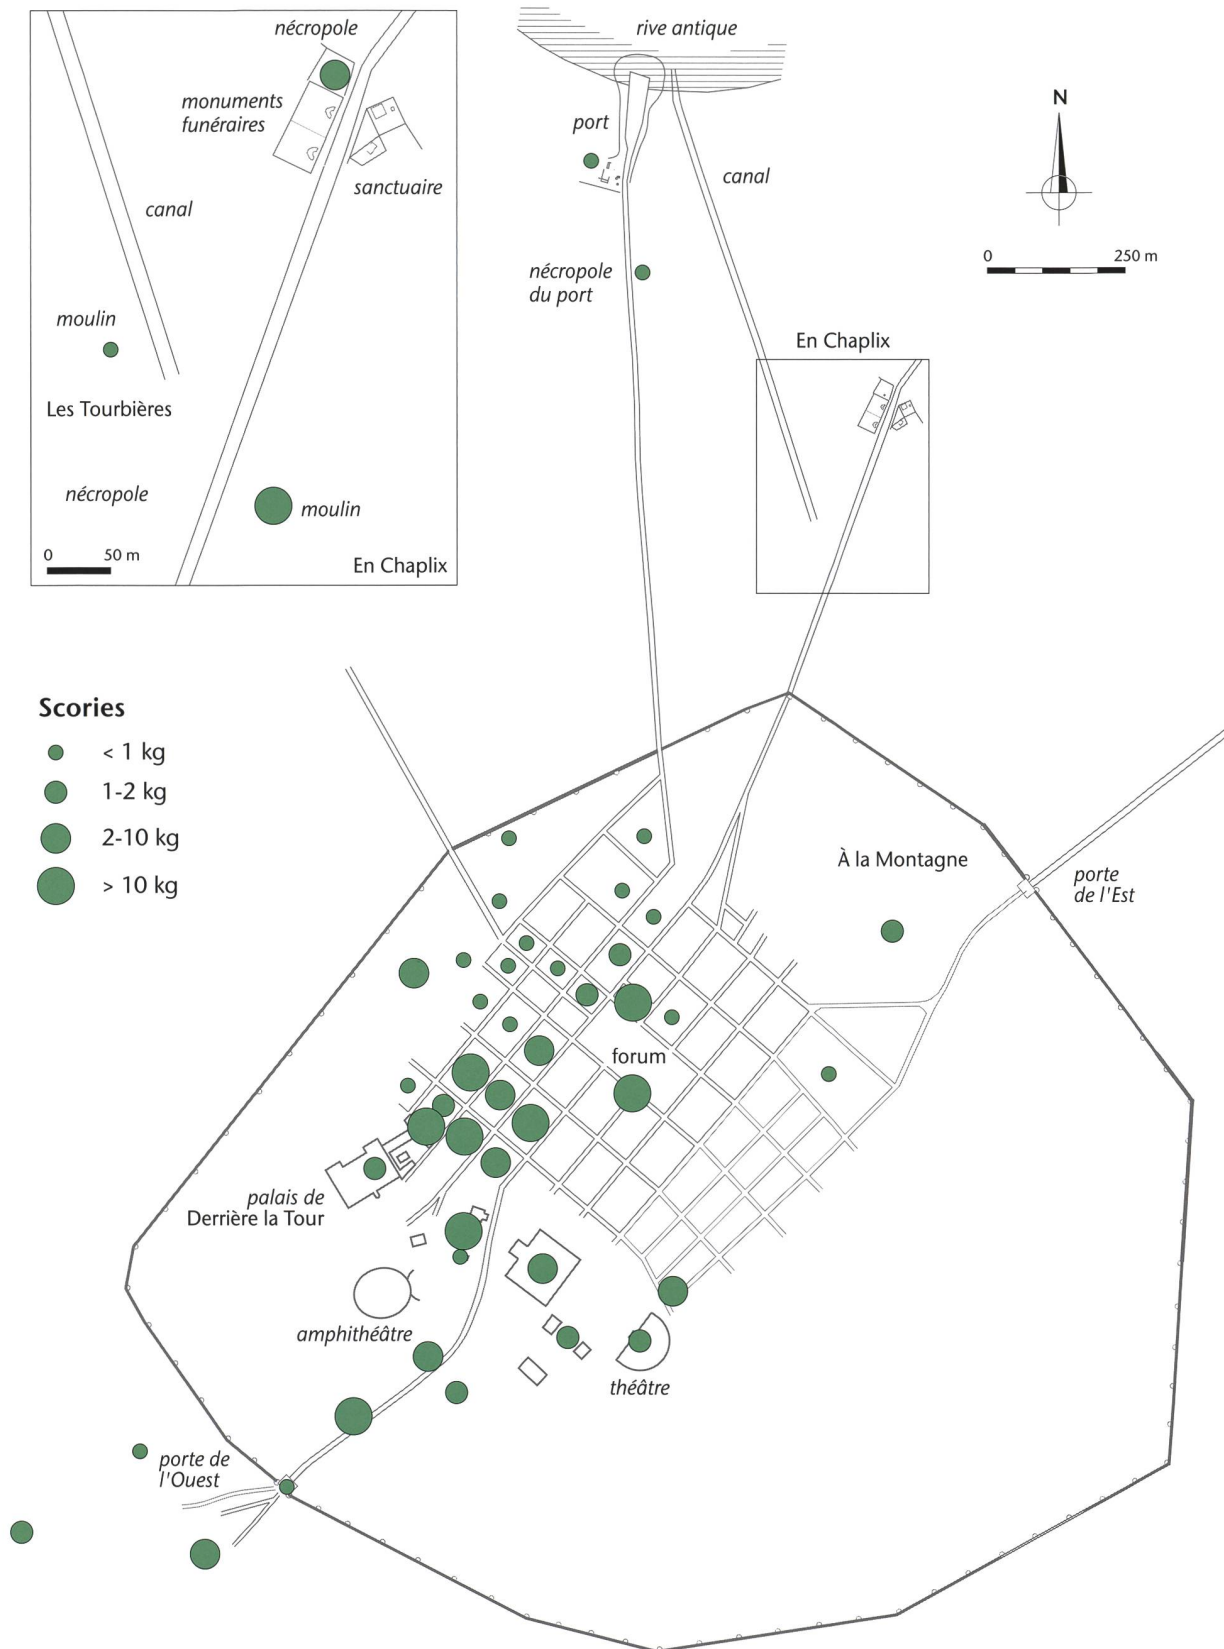 nécropole
monuments
funéraires
sanctuaire
canal
moulin
Les Tourbières
nécropole
moulin
0 50 m
En Chaplix
rive antique
port
canal
nécropole
du port
N
0 250 m
En Chaplix
Scories
< 1 kg
1-2 kg
2-10 kg
> 10 kg
À la Montagne
porte
de l'Est
forum
palais de
Derrière la Tour
amphithéâtre
théâtre
porte de
l'Ouest